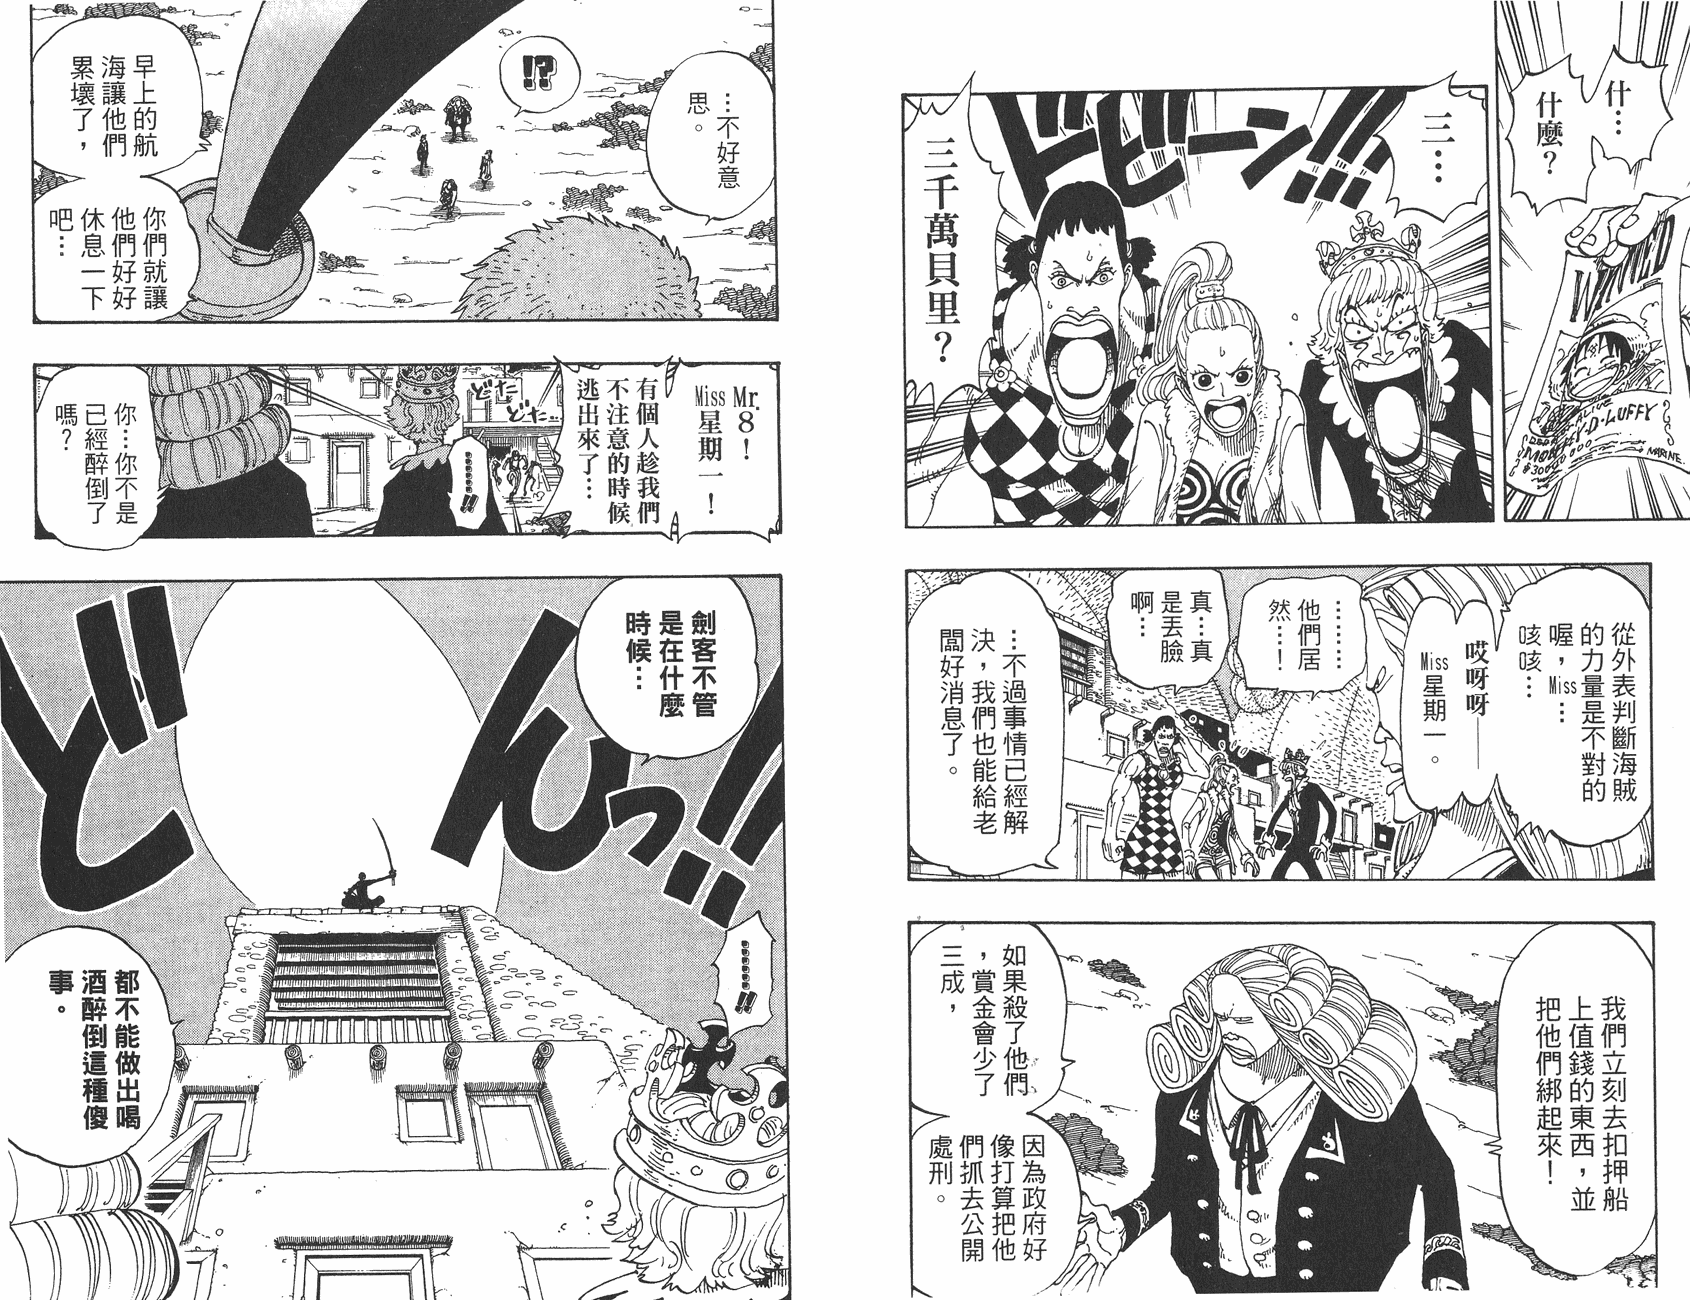 什…
什麼?
WANTED
D·LUFFY
MARINE
三…
三千萬貝里?
ドビーン!!!
從外表判斷海賊
的力量是不對的
喔,Miss…
咳咳…
哎呀呀——
Miss
星期一。
………
他們居
然…!
真…真
是丟臉
啊…
…不過事情已經解
決,我們也能給老
闆好消息了。
我們立刻去扣押船
上值錢的東西,並
把他們綁起來!
如果殺了他們
,賞金會少了
三成,
因為政府好
像打算把他
們抓去公開
處刑。
…不好意
思。
!?
早上的航
海讓他們
累壞了,
你們就讓
他們好好
休息一下
吧…
Mr.8!
Miss星期一!
有個人趁我們
不注意的時候
逃出來了…
どたどた…
………!!
你…你不是
已經醉倒了
嗎?
劍客不管
是在什麼
時候…
どんっ!!
………!!
都不能做出喝
酒醉倒這種傻
事。